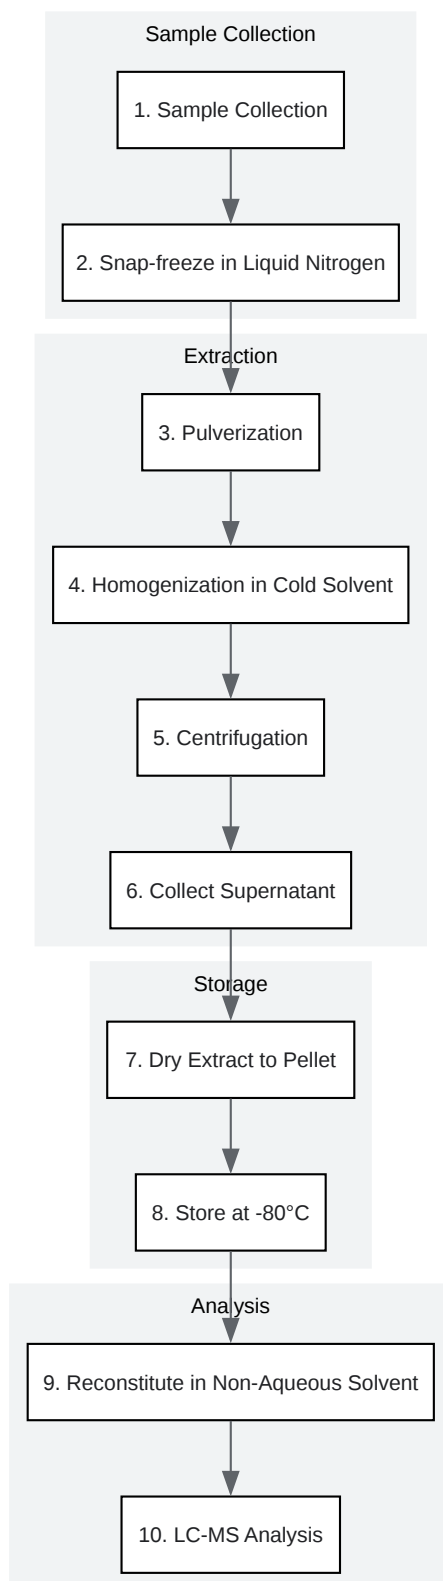 Sample Collection
1. Sample Collection
2. Snap-freeze in Liquid Nitrogen
Extraction
3. Pulverization
4. Homogenization in Cold Solvent
5. Centrifugation
6. Collect Supernatant
Storage
7. Dry Extract to Pellet
8. Store at -80°C
Analysis
9. Reconstitute in Non-Aqueous Solvent
10. LC-MS Analysis